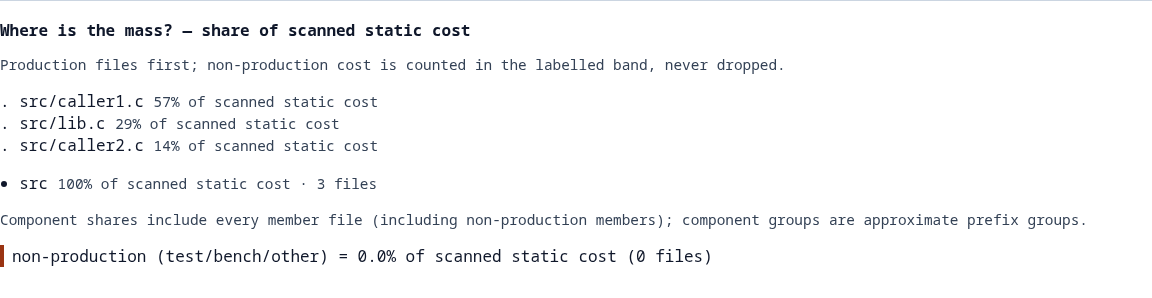 Where is the mass? — share of scanned static cost
Production files first; non-production cost is counted in the labelled band, never dropped.
. src/caller1.c 57% of scanned static cost
. src/lib.c 29% of scanned static cost
. src/caller2.c 14% of scanned static cost
• src 100% of scanned static cost · 3 files
Component shares include every member file (including non-production members); component groups are approximate prefix groups.
non-production (test/bench/other) = 0.0% of scanned static cost (0 files)